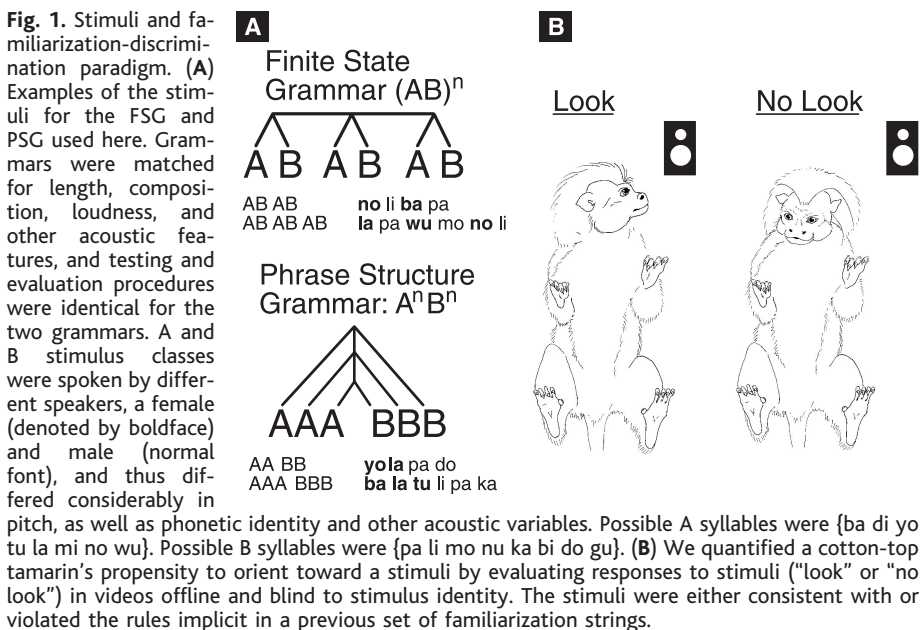 Fig. 1. Stimuli and fa-
miliarization-discrimi-
nation paradigm. (A)
Examples of the stim-
uli for the FSG and
PSG used here. Gram-
mars were matched
for length, composi-
tion, loudness, and
other acoustic fea-
tures, and testing and
evaluation procedures
were identical for the
two grammars. A and
B stimulus classes
were spoken by differ-
ent speakers, a female
(denoted by boldface)
and male (normal
font), and thus dif-
fered considerably in
pitch, as well as phonetic identity and other acoustic variables. Possible A syllables were {ba di yo
tu la mi no wu}. Possible B syllables were {pa li mo nu ka bi do gu}. (B) We quantified a cotton-top
tamarin's propensity to orient toward a stimuli by evaluating responses to stimuli ("look" or "no
look") in videos offline and blind to stimulus identity. The stimuli were either consistent with or
violated the rules implicit in a previous set of familiarization strings.
A
Finite State
Grammar (AB)ⁿ
A B A B A B
AB AB no li ba pa
AB AB AB la pa wu mo no li
Phrase Structure
Grammar: AⁿBⁿ
AAA BBB
AA BB yola pa do
AAA BBB ba la tu li pa ka
B
Look
No Look